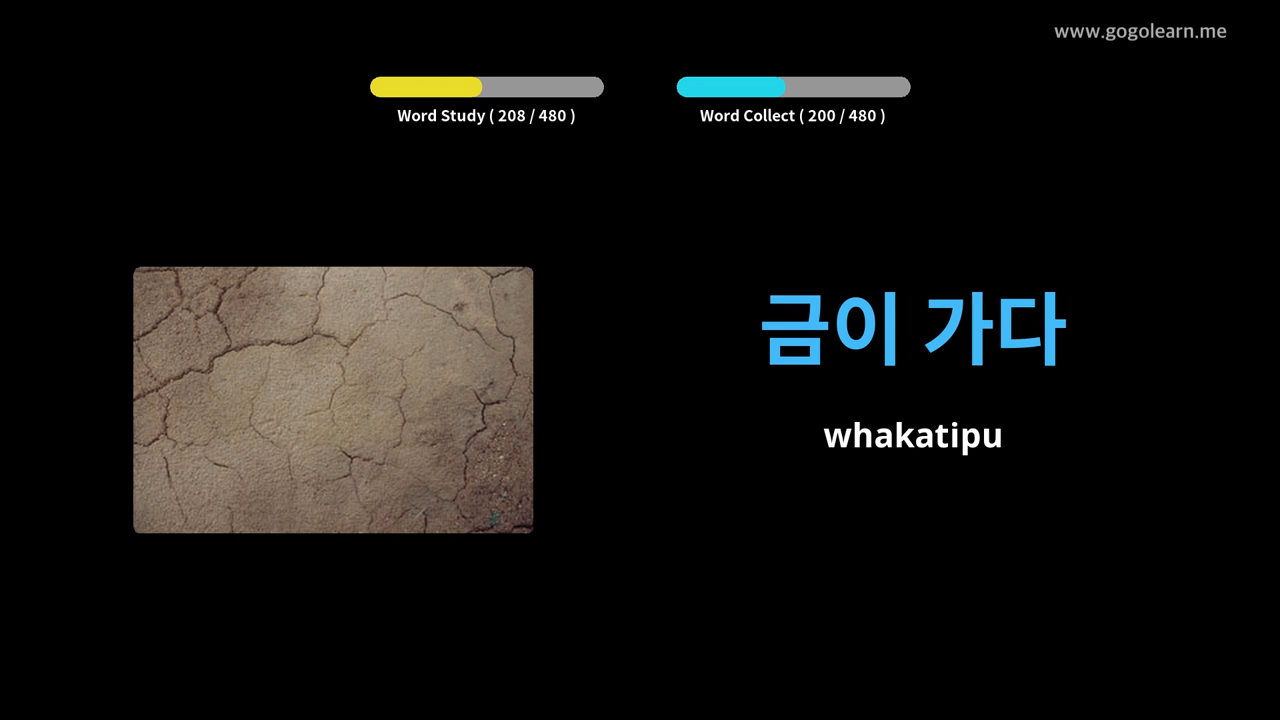 www.gogolearn.me
Word Study ( 208 / 480 )
Word Collect ( 200 / 480 )
금이 가다
whakatipu